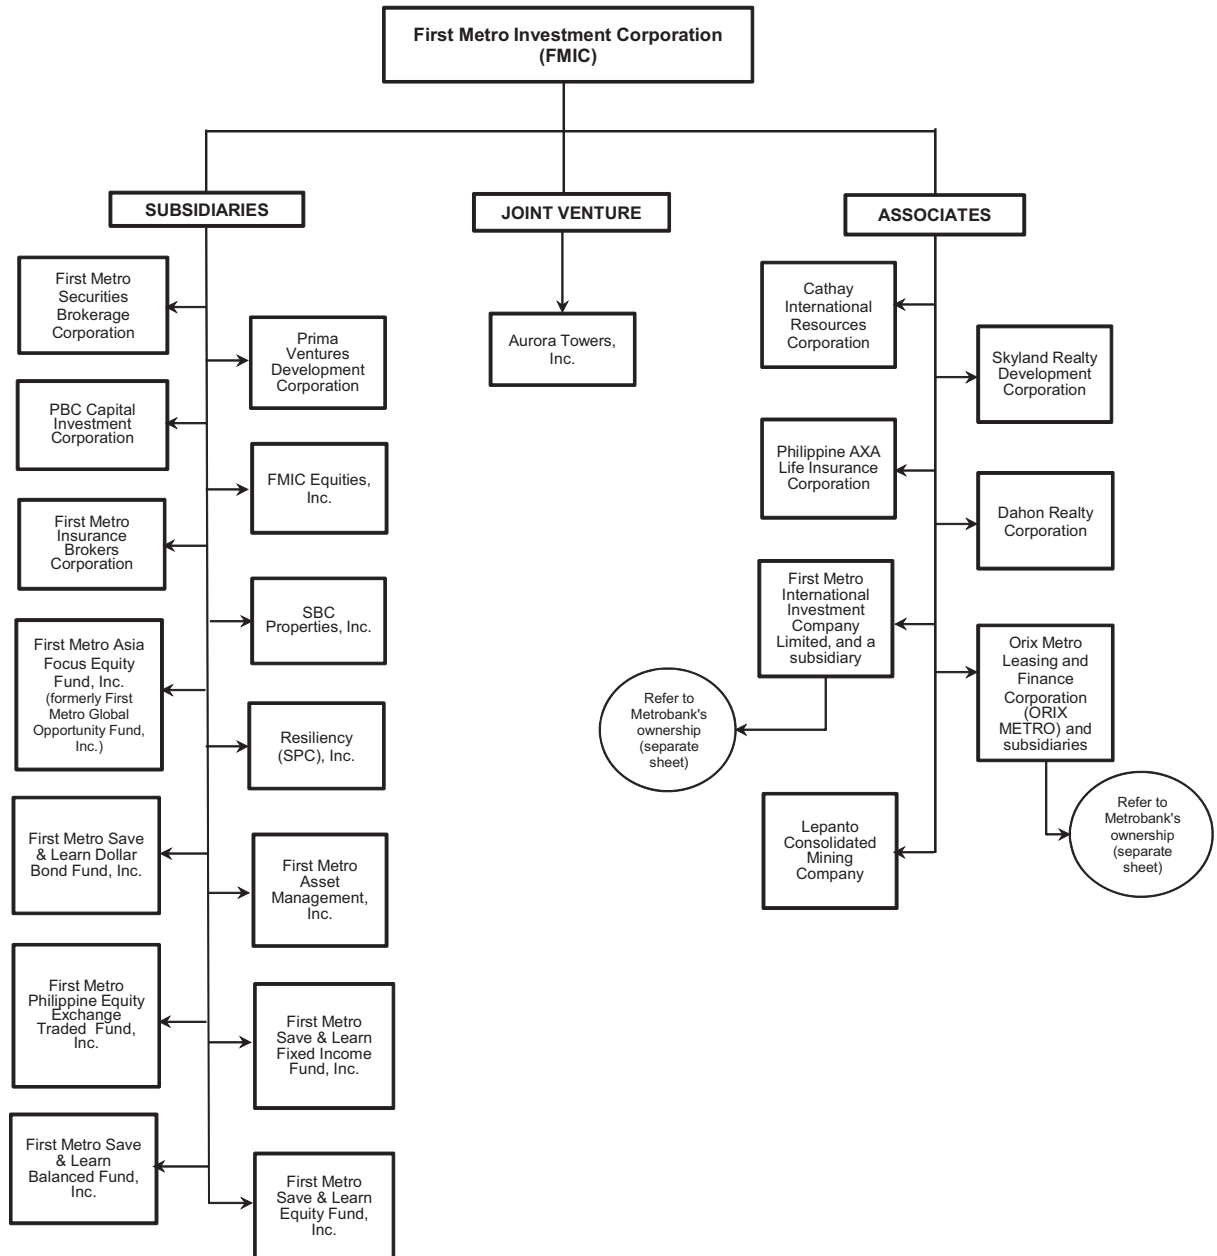 First Metro Investment Corporation
(FMIC)
SUBSIDIARIES
JOINT VENTURE
ASSOCIATES
First Metro
Securities
Brokerage
Corporation
Prima
Ventures
Development
Corporation
PBC Capital
Investment
Corporation
FMIC Equities,
Inc.
First Metro
Insurance
Brokers
Corporation
SBC
Properties, Inc.
First Metro Asia
Focus Equity
Fund, Inc.
(formerly First
Metro Global
Opportunity Fund,
Inc.)
Resiliency
(SPC), Inc.
First Metro Save
& Learn Dollar
Bond Fund, Inc.
First Metro
Asset
Management,
Inc.
First Metro
Philippine Equity
Exchange
Traded Fund,
Inc.
First Metro
Save & Learn
Fixed Income
Fund, Inc.
First Metro Save
& Learn
Balanced Fund,
Inc.
First Metro
Save & Learn
Equity Fund,
Inc.
Aurora Towers,
Inc.
Cathay
International
Resources
Corporation
Skyland Realty
Development
Corporation
Philippine AXA
Life Insurance
Corporation
Dahon Realty
Corporation
First Metro
International
Investment
Company
Limited, and a
subsidiary
Refer to
Metrobank's
ownership
(separate
sheet)
Orix Metro
Leasing and
Finance
Corporation
(ORIX
METRO) and
subsidiaries
Refer to
Metrobank's
ownership
(separate
sheet)
Lepanto
Consolidated
Mining
Company